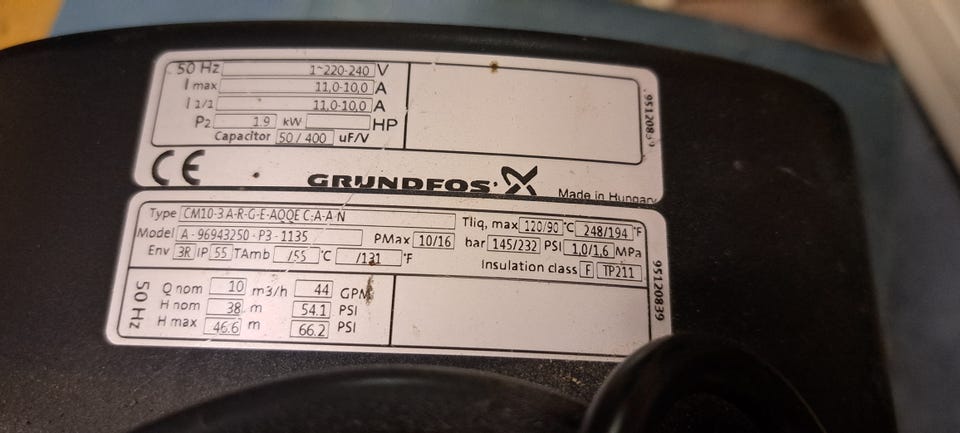 50 Hz 1~220-240 V
I max 11,0-10,0 A
I 1/1 11,0-10,0 A
P2 1.9 kW HP
Capacitor 50 / 400 uF/V
95120839
CE GRUNDFOS
Made in Hungary
Type CM10-3 A-R-G-E-AQQE C-A-A-N
Model A - 96943250 - P3 - 1135
Tliq, max 120/90 °C 248/194 °F
PMax 10/16 bar 145/232 PSI 1,0/1,6 MPa
Env 3R IP 55 TAmb /55 °C /131 °F
Insulation class F TP211
50 Hz
Q nom 10 m3/h 44 GPM
H nom 38 m 54.1 PSI
H max 46.6 m 66.2 PSI
95120839